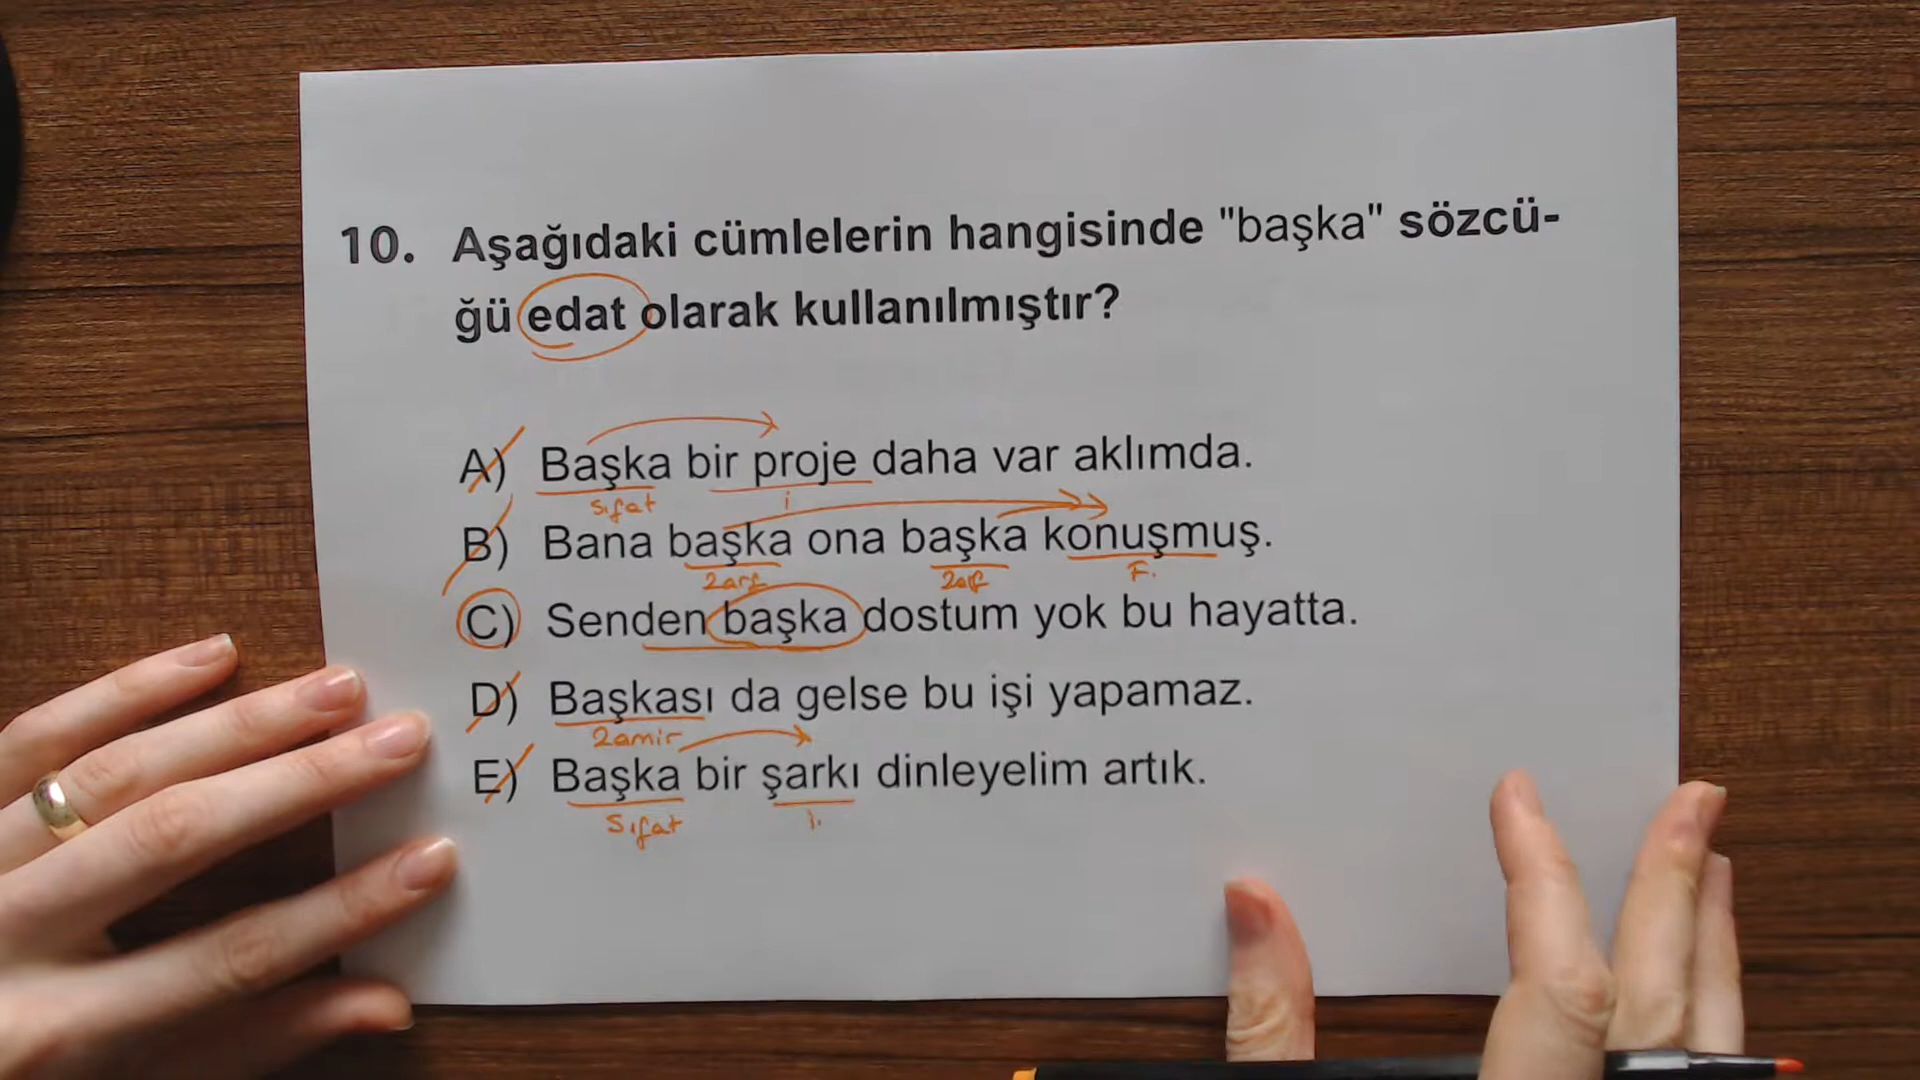 10. Aşağıdaki cümlelerin hangisinde "başka" sözcü-
ğü edat olarak kullanılmıştır?
A) Başka bir proje daha var aklımda.
sıfat i
B) Bana başka ona başka konuşmuş.
zarf zarf F.
C) Senden başka dostum yok bu hayatta.
D) Başkası da gelse bu işi yapamaz.
zamir
E) Başka bir şarkı dinleyelim artık.
Sıfat i.